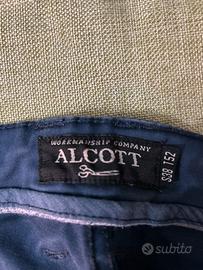 WORKMANSHIP COMPANY
ALCOTT
S38 T52
subito